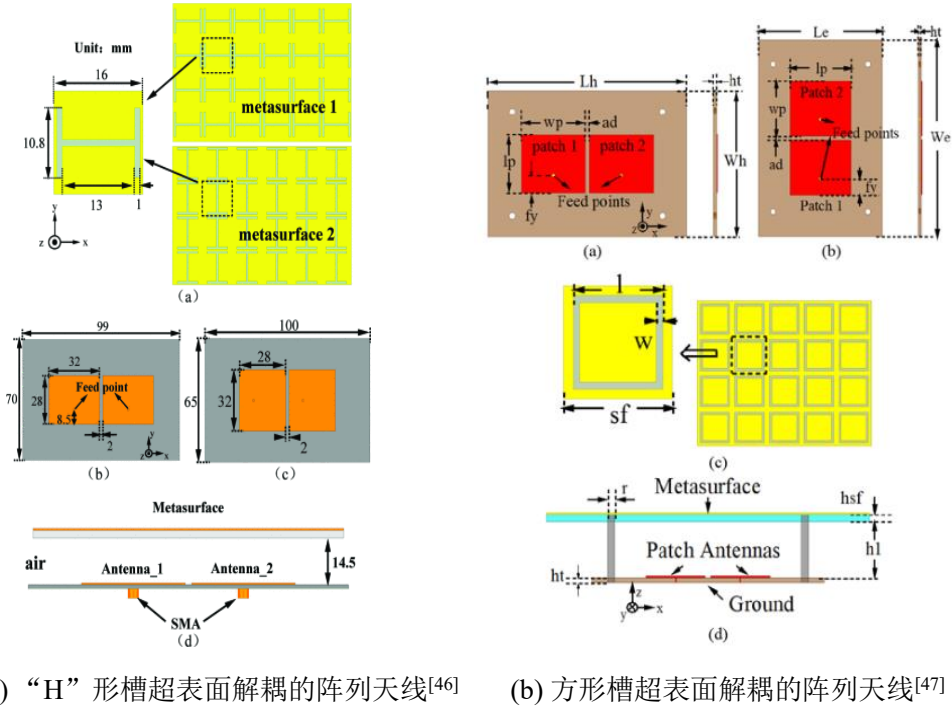 Unit: mm
16
10.8
13
1
y
z
x
metasurface 1
metasurface 2
(a)
99
32
Feed point
70
28
8.5
2
y
z
x
(b)
100
28
65
32
2
(c)
Metasurface
air
Antenna_1
Antenna_2
14.5
SMA
(d)
Lh
ht
wp
ad
lp
patch 1
patch 2
Wh
fy
Feed points
y
z
x
(a)
Le
ht
lp
wp
Patch 2
Feed points
We
ad
fy
Patch 1
(b)
l
w
sf
(c)
r
Metasurface
hsf
h1
Patch Antennas
ht
z
y
x
Ground
(d)
) “H”形槽超表面解耦的阵列天线[46]
(b) 方形槽超表面解耦的阵列天线[47]